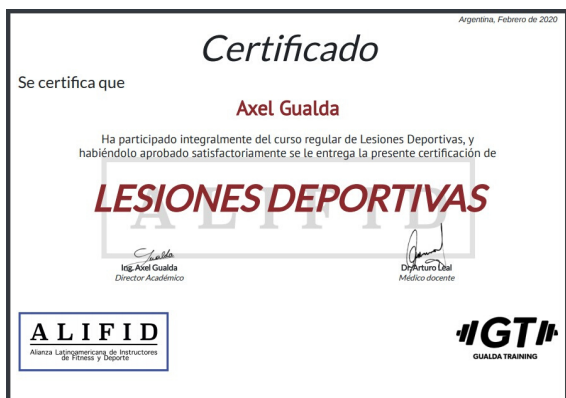 Argentina, Febrero de 2020
Certificado
Se certifica que
Axel Gualda
Ha participado integralmente del curso regular de Lesiones Deportivas, y
habiéndolo aprobado satisfactoriamente se le entrega la presente certificación de
ALIFID
LESIONES DEPORTIVAS
Gualda
Ing. Axel Gualda
Director Académico
Dr. Arturo Leal
Médico docente
ALIFID
Alianza Latinoamericana de Instructores
de Fitness y Deporte
GT
GUALDA TRAINING